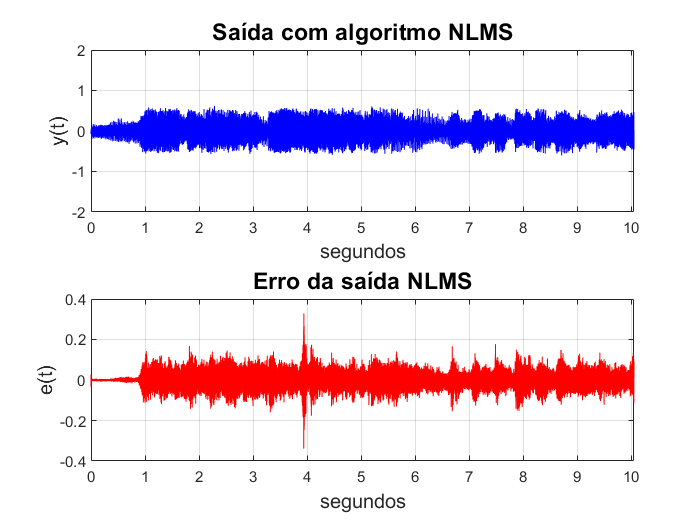 Saída com algoritmo NLMS
2
1
0
-1
-2
y(t)
0 1 2 3 4 5 6 7 8 9 10
segundos
Erro da saída NLMS
0.4
0.2
0
-0.2
-0.4
e(t)
0 1 2 3 4 5 6 7 8 9 10
segundos